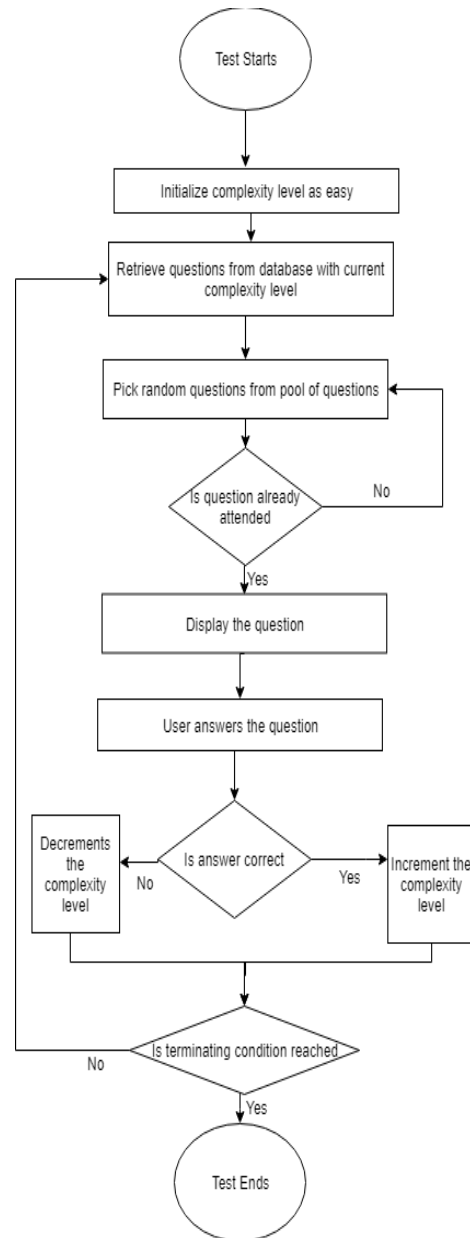 Test Starts
Initialize complexity level as easy
Retrieve questions from database with current
complexity level
Pick random questions from pool of questions
Is question already
attended
No
Yes
Display the question
User answers the question
Decrements
the
complexity
level
No
Is answer correct
Yes
Increment the
complexity
level
Is terminating condition reached
No
Yes
Test Ends